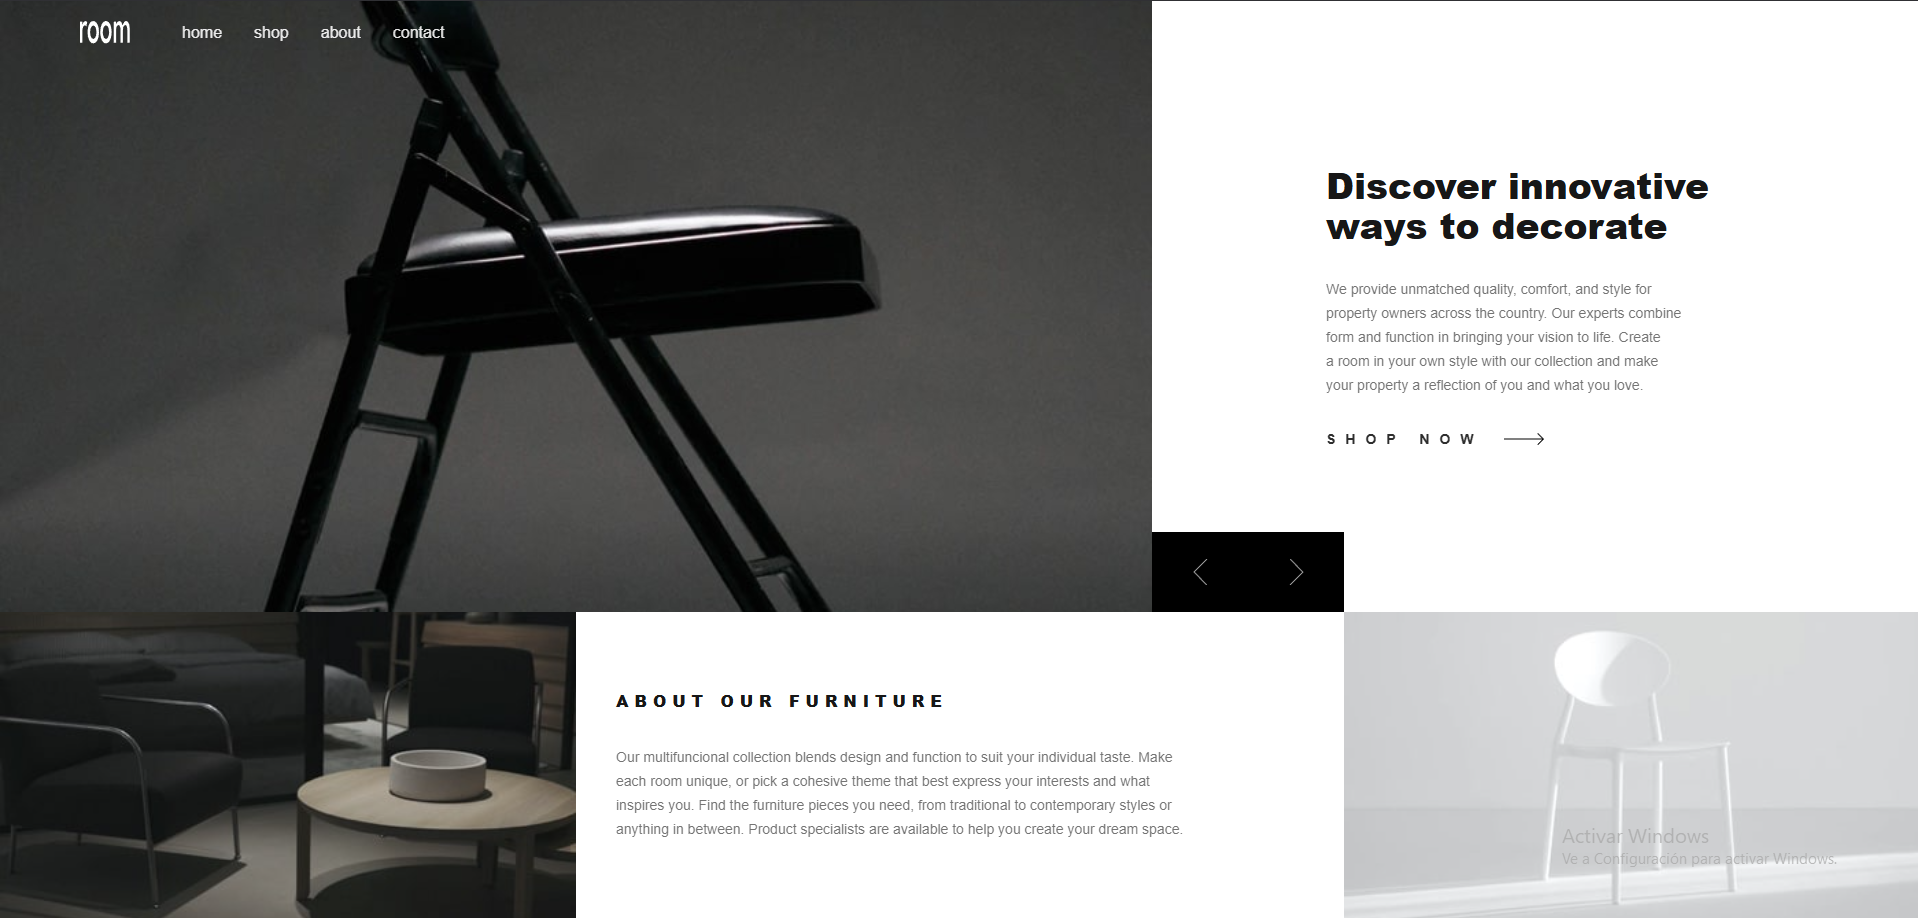 room
home
shop
about
contact
Discover innovative
ways to decorate
We provide unmatched quality, comfort, and style for
property owners across the country. Our experts combine
form and function in bringing your vision to life. Create
a room in your own style with our collection and make
your property a reflection of you and what you love.
SHOP NOW
ABOUT OUR FURNITURE
Our multifuncional collection blends design and function to suit your individual taste. Make
each room unique, or pick a cohesive theme that best express your interests and what
inspires you. Find the furniture pieces you need, from traditional to contemporary styles or
anything in between. Product specialists are available to help you create your dream space.
Activar Windows
Ve a Configuración para activar Windows.